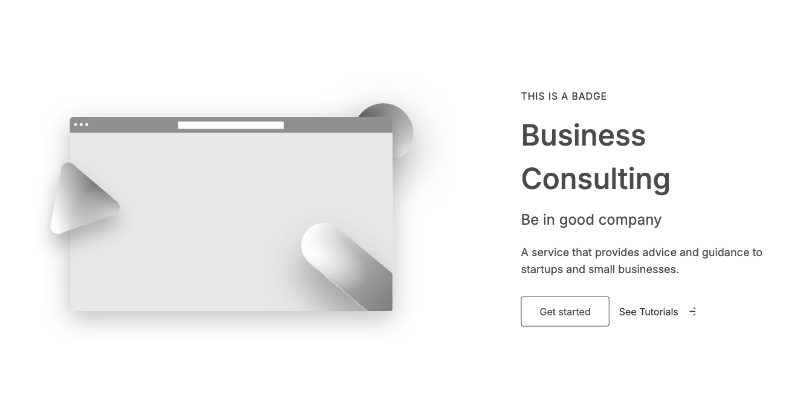 THIS IS A BADGE
Business
Consulting
Be in good company
A service that provides advice and guidance to
startups and small businesses.
Get started
See Tutorials